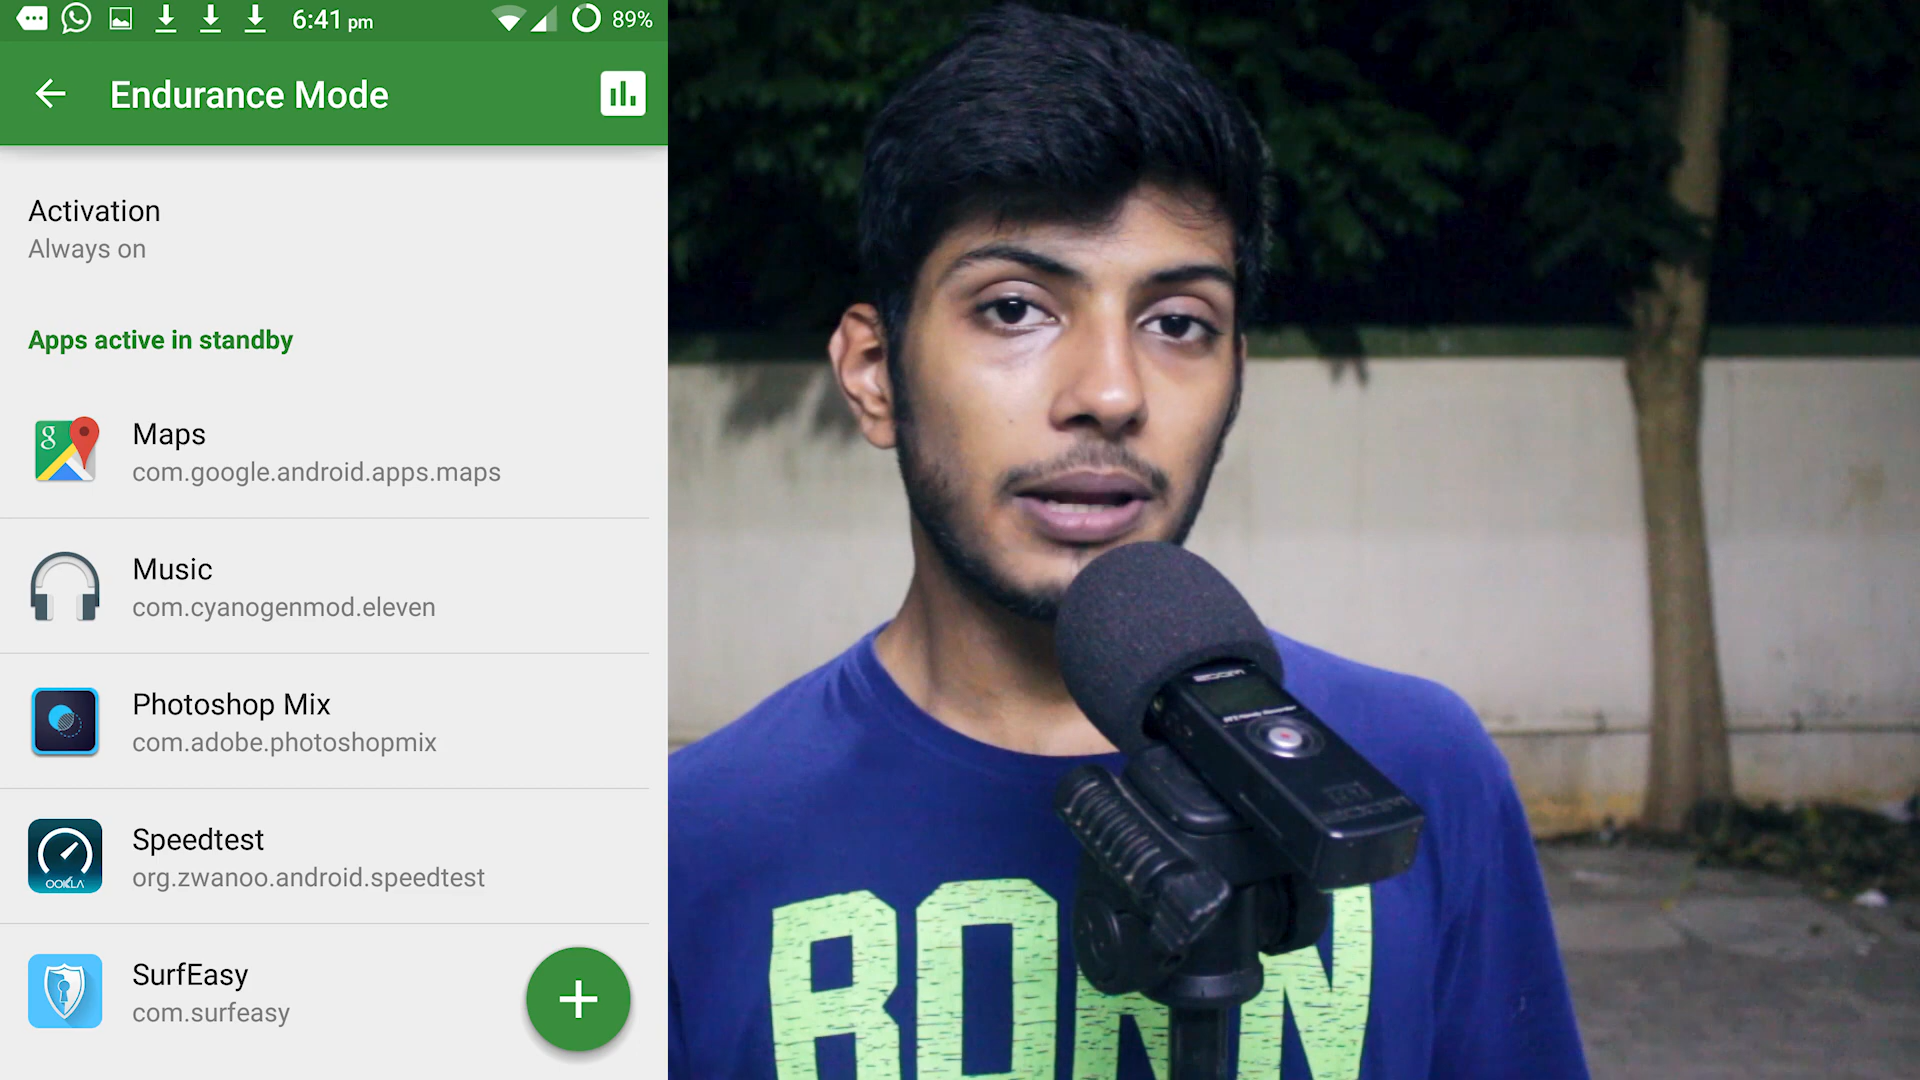 6:41 pm
89%
Endurance Mode
Activation
Always on
Apps active in standby
Maps
com.google.android.apps.maps
Music
com.cyanogenmod.eleven
Photoshop Mix
com.adobe.photoshopmix
Speedtest
org.zwanoo.android.speedtest
OOKLA
SurfEasy
com.surfeasy
g
zoom
H1
zoom
BORN